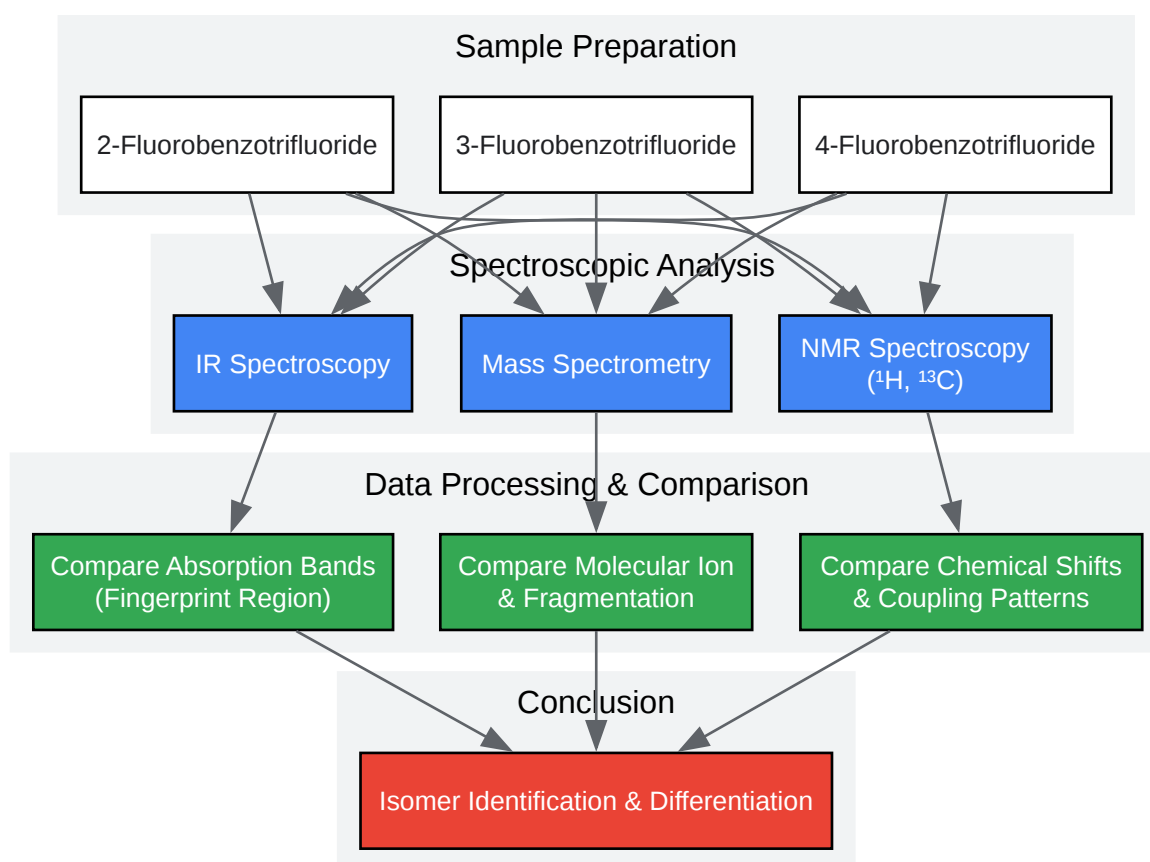 Sample Preparation
2-Fluorobenzotrifluoride
3-Fluorobenzotrifluoride
4-Fluorobenzotrifluoride
Spectroscopic Analysis
IR Spectroscopy
Mass Spectrometry
NMR Spectroscopy
(¹H, ¹³C)
Data Processing & Comparison
Compare Absorption Bands
(Fingerprint Region)
Compare Molecular Ion
& Fragmentation
Compare Chemical Shifts
& Coupling Patterns
Conclusion
Isomer Identification & Differentiation